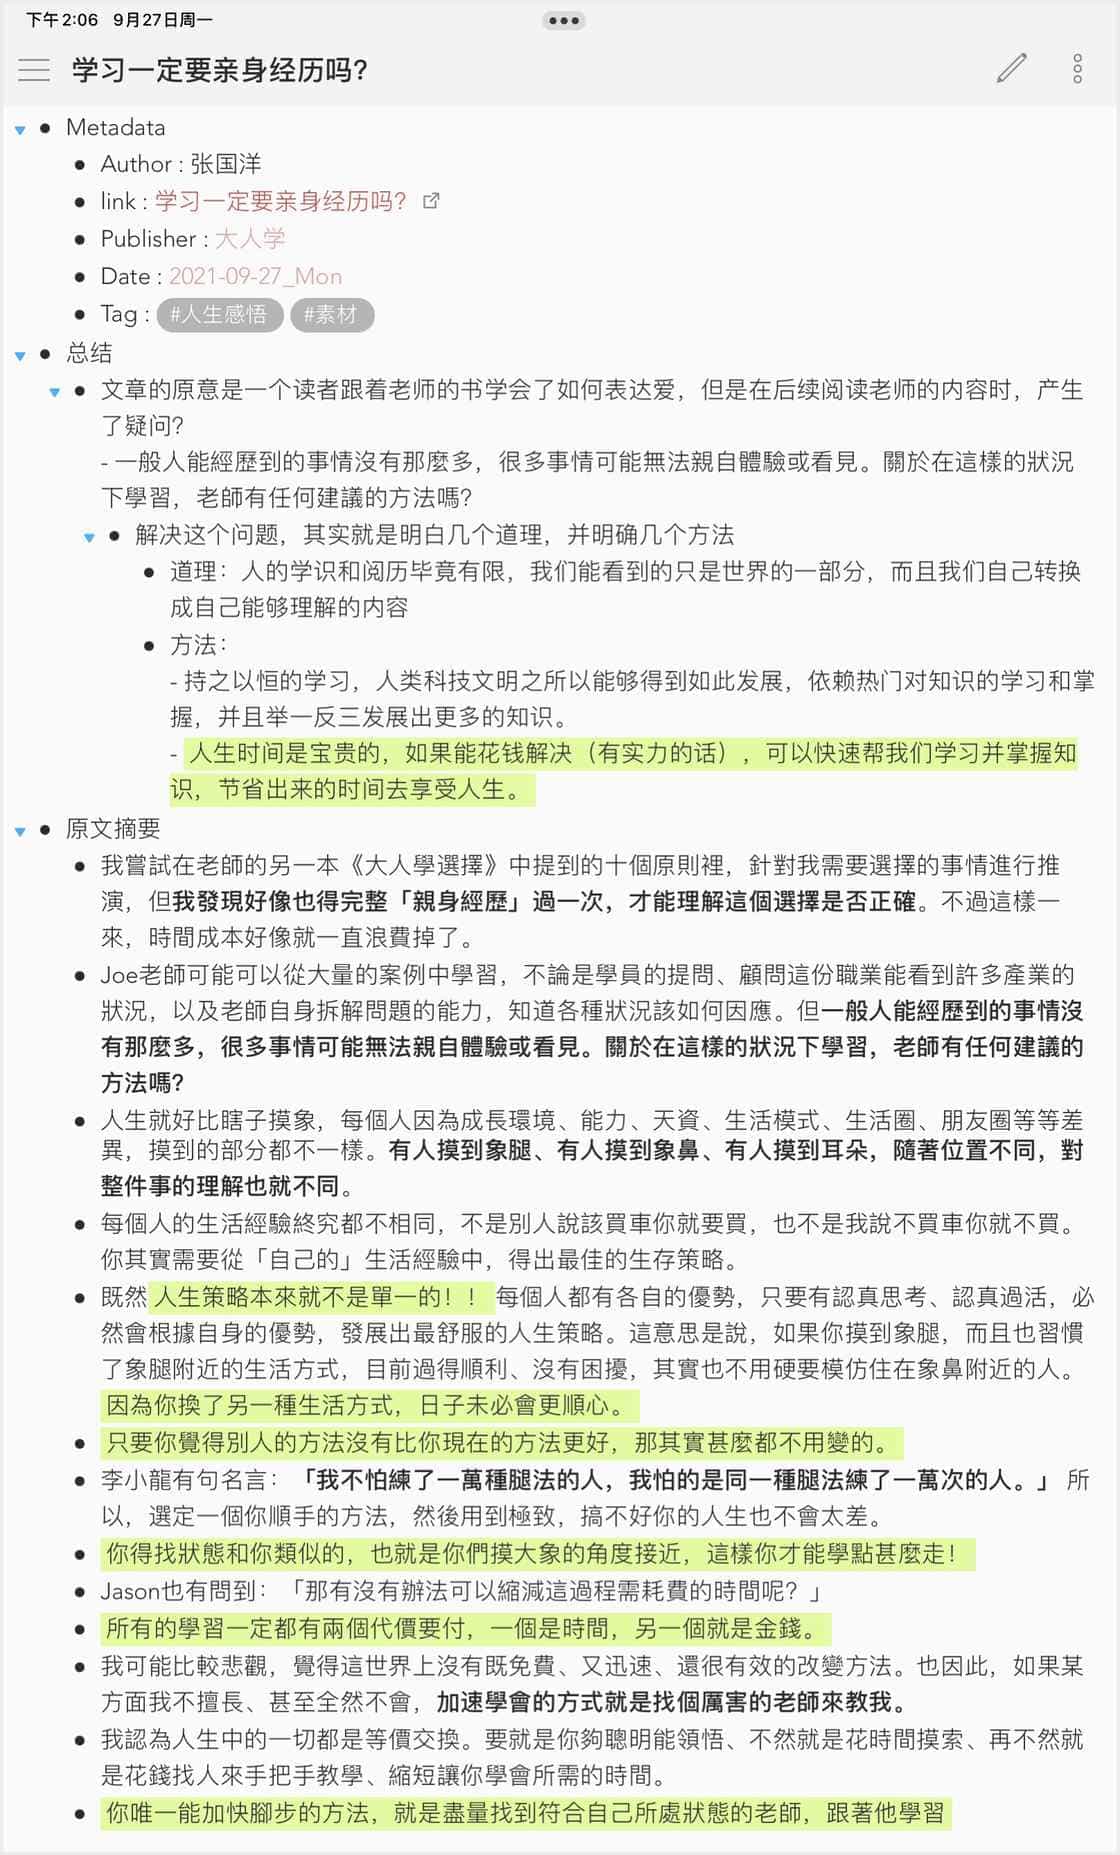 下午2:06 9月27日周一
学习一定要亲身经历吗？
Metadata
Author : 张国洋
link : 学习一定要亲身经历吗？
Publisher : 大人学
Date : 2021-09-27_Mon
Tag : #人生感悟 #素材
总结
文章的原意是一个读者跟着老师的书学会了如何表达爱，但是在后续阅读老师的内容时，产生
了疑问？
- 一般人能經歷到的事情沒有那麼多，很多事情可能無法親自體驗或看見。關於在這樣的狀況
下學習，老師有任何建議的方法嗎？
解决这个问题，其实就是明白几个道理，并明确几个方法
道理：人的学识和阅历毕竟有限，我们能看到的只是世界的一部分，而且我们自己转换
成自己能够理解的内容
方法：
- 持之以恒的学习，人类科技文明之所以能够得到如此发展，依赖热门对知识的学习和掌
握，并且举一反三发展出更多的知识。
- 人生时间是宝贵的，如果能花钱解决（有实力的话），可以快速帮我们学习并掌握知
识，节省出来的时间去享受人生。
原文摘要
我嘗試在老師的另一本《大人學選擇》中提到的十個原則裡，針對我需要選擇的事情進行推
演，但我發現好像也得完整「親身經歷」過一次，才能理解這個選擇是否正確。不過這樣一
來，時間成本好像就一直浪費掉了。
Joe老師可能可以從大量的案例中學習，不論是學員的提問、顧問這份職業能看到許多產業的
狀況，以及老師自身拆解問題的能力，知道各種狀況該如何因應。但一般人能經歷到的事情沒
有那麼多，很多事情可能無法親自體驗或看見。關於在這樣的狀況下學習，老師有任何建議的
方法嗎？
人生就好比瞎子摸象，每個人因為成長環境、能力、天資、生活模式、生活圈、朋友圈等等差
異，摸到的部分都不一樣。有人摸到象腿、有人摸到象鼻、有人摸到耳朵，隨著位置不同，對
整件事的理解也就不同。
每個人的生活經驗終究都不相同，不是別人說該買車你就要買，也不是我說不買車你就不買。
你其實需要從「自己的」生活經驗中，得出最佳的生存策略。
既然人生策略本來就不是單一的！！每個人都有各自的優勢，只要有認真思考、認真過活，必
然會根據自身的優勢，發展出最舒服的人生策略。這意思是說，如果你摸到象腿，而且也習慣
了象腿附近的生活方式，目前過得順利、沒有困擾，其實也不用硬要模仿住在象鼻附近的人。
因為你換了另一種生活方式，日子未必會更順心。
只要你覺得別人的方法沒有比你現在的方法更好，那其實甚麼都不用變的。
李小龍有句名言：「我不怕練了一萬種腿法的人，我怕的是同一種腿法練了一萬次的人。」所
以，選定一個你順手的方法，然後用到極致，搞不好你的人生也不會太差。
你得找狀態和你類似的，也就是你們摸大象的角度接近，這樣你才能學點甚麼走！
Jason也有問到：「那有沒有辦法可以縮減這過程需耗費的時間呢？」
所有的學習一定都有兩個代價要付，一個是時間，另一個就是金錢。
我可能比較悲觀，覺得這世界上沒有既免費、又迅速、還很有效的改變方法。也因此，如果某
方面我不擅長、甚至全然不會，加速學會的方式就是找個厲害的老師來教我。
我認為人生中的一切都是等價交換。要就是你夠聰明能領悟、不然就是花時間摸索、再不然就
是花錢找人來手把手教學、縮短讓你學會所需的時間。
你唯一能加快腳步的方法，就是盡量找到符合自己所處狀態的老師，跟著他學習